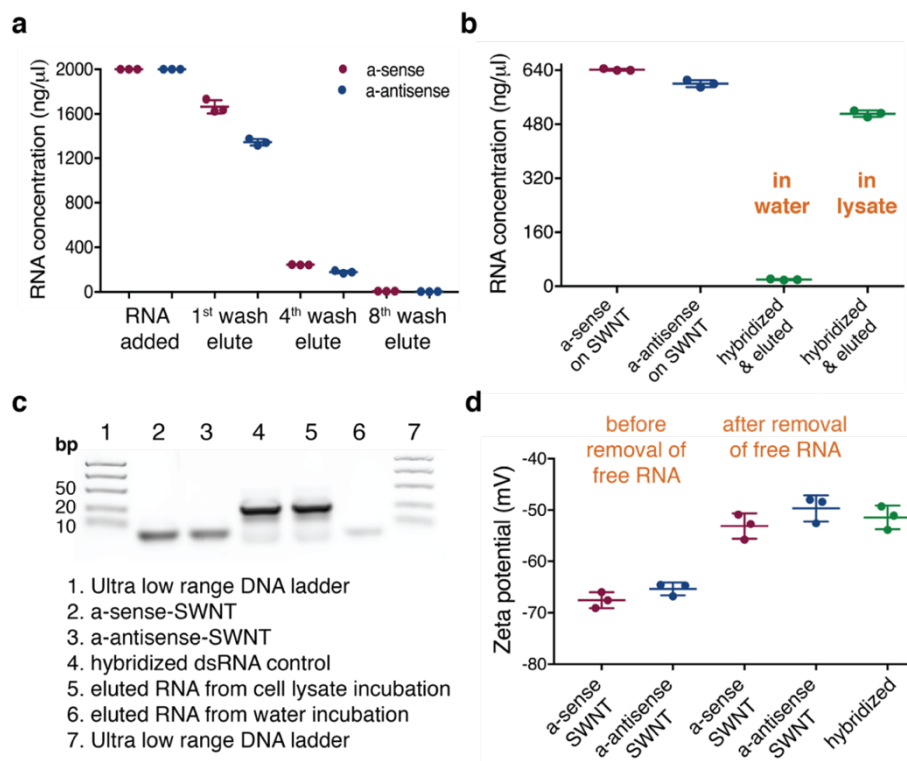 a
RNA concentration (ng/μl)
2000
1600
1200
400
0
a-sense
a-antisense
RNA
added
1st wash
elute
4th wash
elute
8th wash
elute
b
RNA concentration (ng/μl)
640
480
320
160
0
in
water
in
lysate
a-sense
on SWNT
a-antisense
on SWNT
hybridized
& eluted
hybridized
& eluted
c
bp 1 2 3 4 5 6 7
50
20
10
1. Ultra low range DNA ladder
2. a-sense-SWNT
3. a-antisense-SWNT
4. hybridized dsRNA control
5. eluted RNA from cell lysate incubation
6. eluted RNA from water incubation
7. Ultra low range DNA ladder
d
before
removal of
free RNA
after removal
of free RNA
Zeta potential (mV)
-40
-50
-60
-70
-80
a-sense
SWNT
a-antisense
SWNT
a-sense
SWNT
a-antisense
SWNT
hybridized